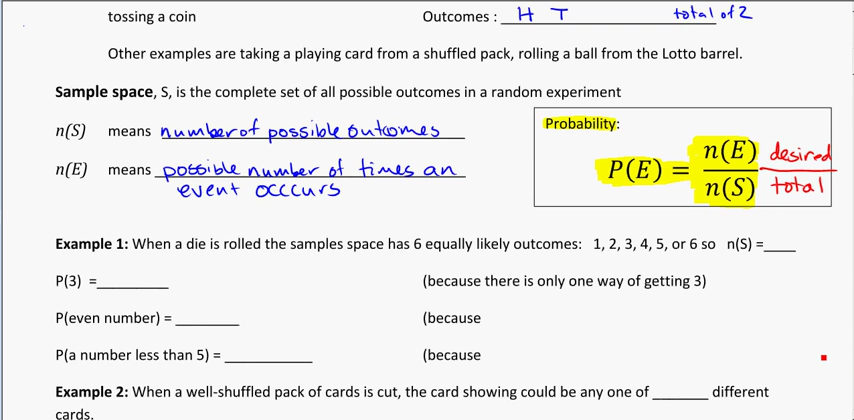 tossing a coin Outcomes : H T total of 2
Other examples are taking a playing card from a shuffled pack, rolling a ball from the Lotto barrel.
Sample space, S, is the complete set of all possible outcomes in a random experiment
n(S) means number of possible outcomes
n(E) means possible number of times an
event occcurs
Probability:
P(E) = n(E)/n(S) desired/total
Example 1: When a die is rolled the samples space has 6 equally likely outcomes: 1, 2, 3, 4, 5, or 6 so n(S) =____
P(3) =_________ (because there is only one way of getting 3)
P(even number) = ________ (because
P(a number less than 5) = ___________ (because
Example 2: When a well-shuffled pack of cards is cut, the card showing could be any one of _______ different
cards.